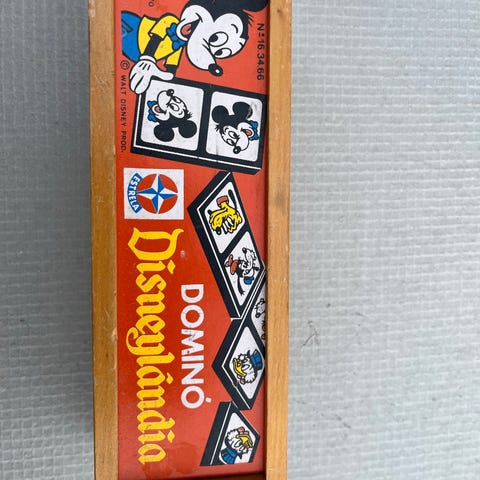 Nº 16.34.66
© WALT DISNEY PROD.
ESTRELA
DOMINÓ
Disneylândia